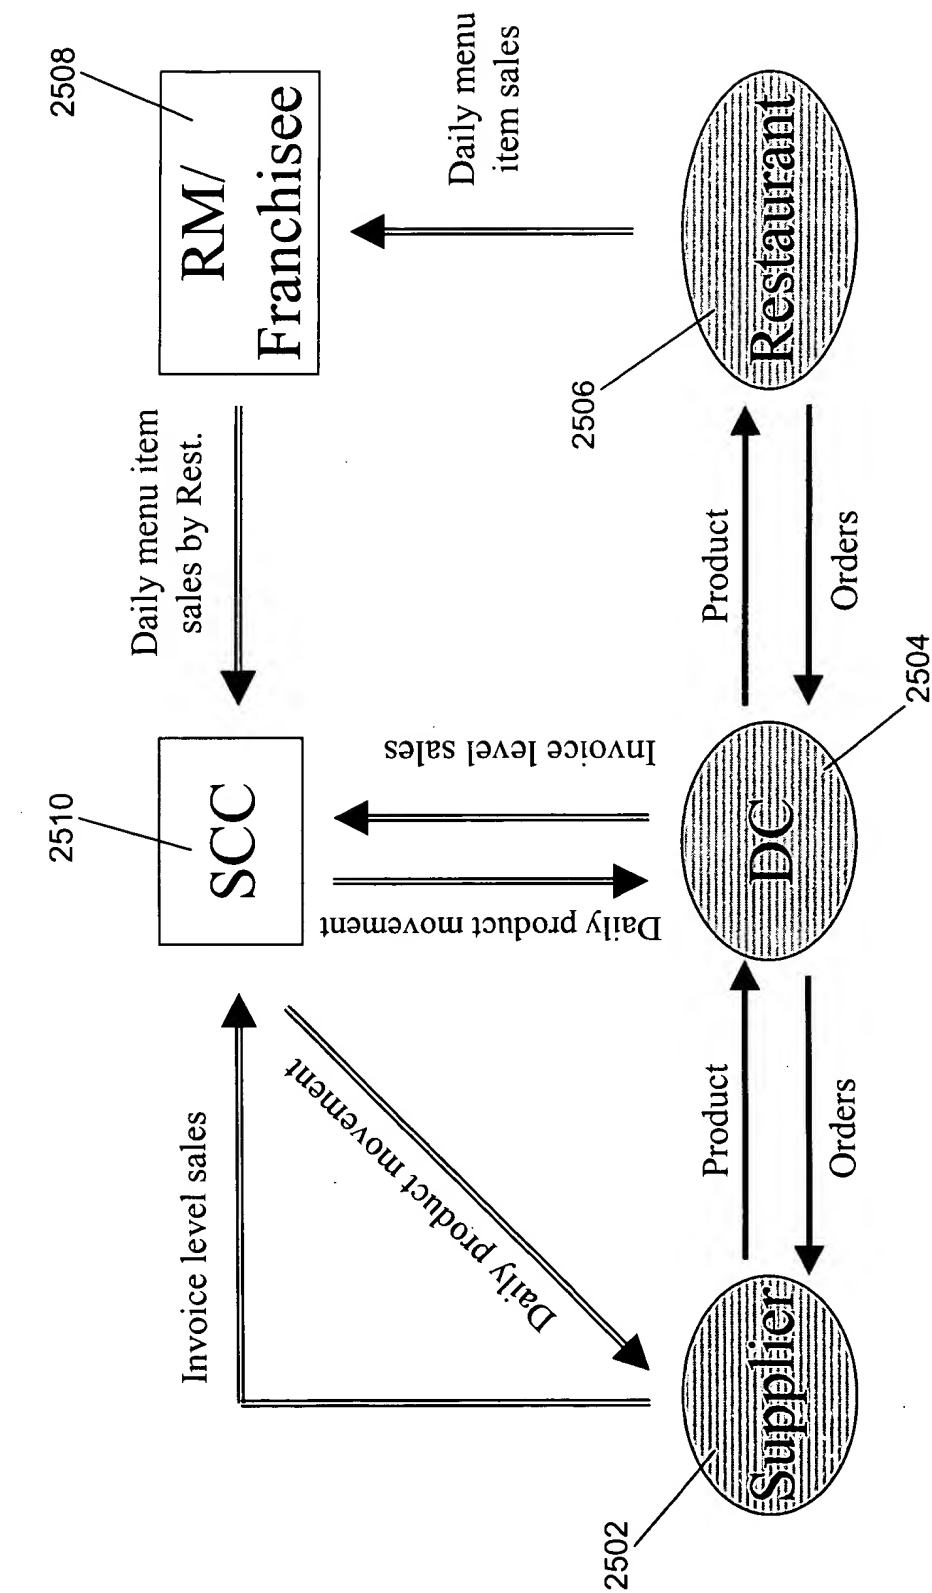 2510
2508
SCC
RM/
Franchisee
Daily menu item
sales by Rest.
Invoice level sales
Daily product movement
Daily product movement
Invoice level sales
Daily menu
item sales
2502
Supplier
Product
Orders
DC
2504
Product
Orders
2506
Restaurant